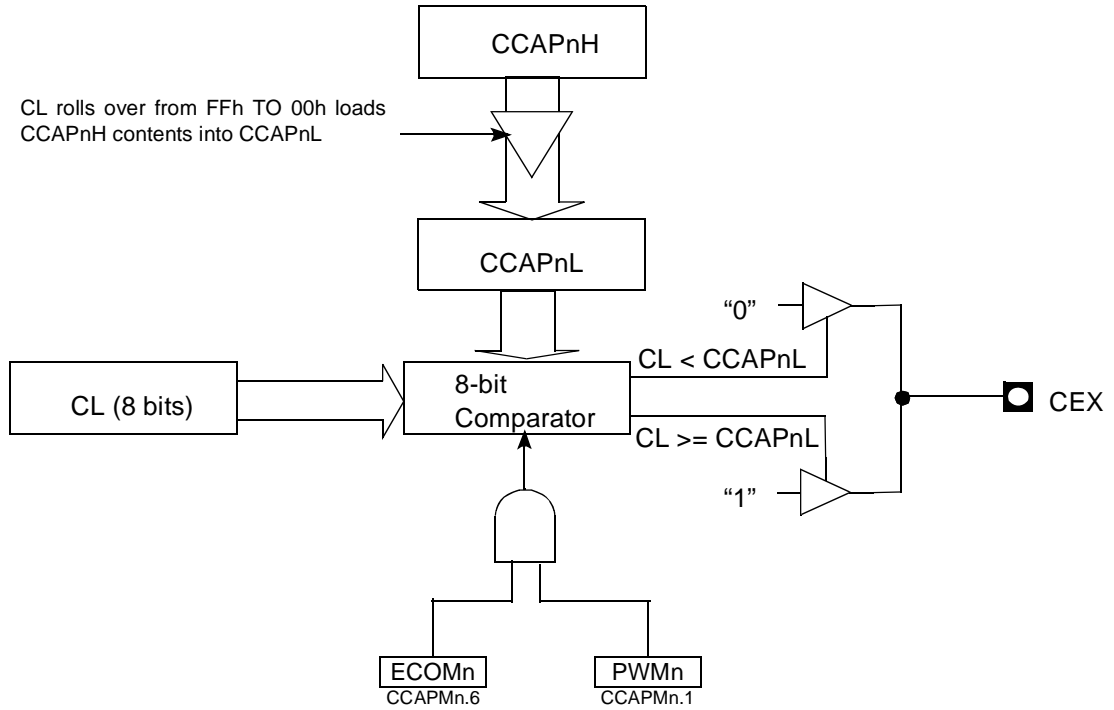 CCAPnH
CL rolls over from FFh TO 00h loads
CCAPnH contents into CCAPnL
CCAPnL
“0”
CL < CCAPnL
CL (8 bits)
8-bit
Comparator
CEX
CL >= CCAPnL
“1”
ECOMn
CCAPMn.6
PWMn
CCAPMn.1